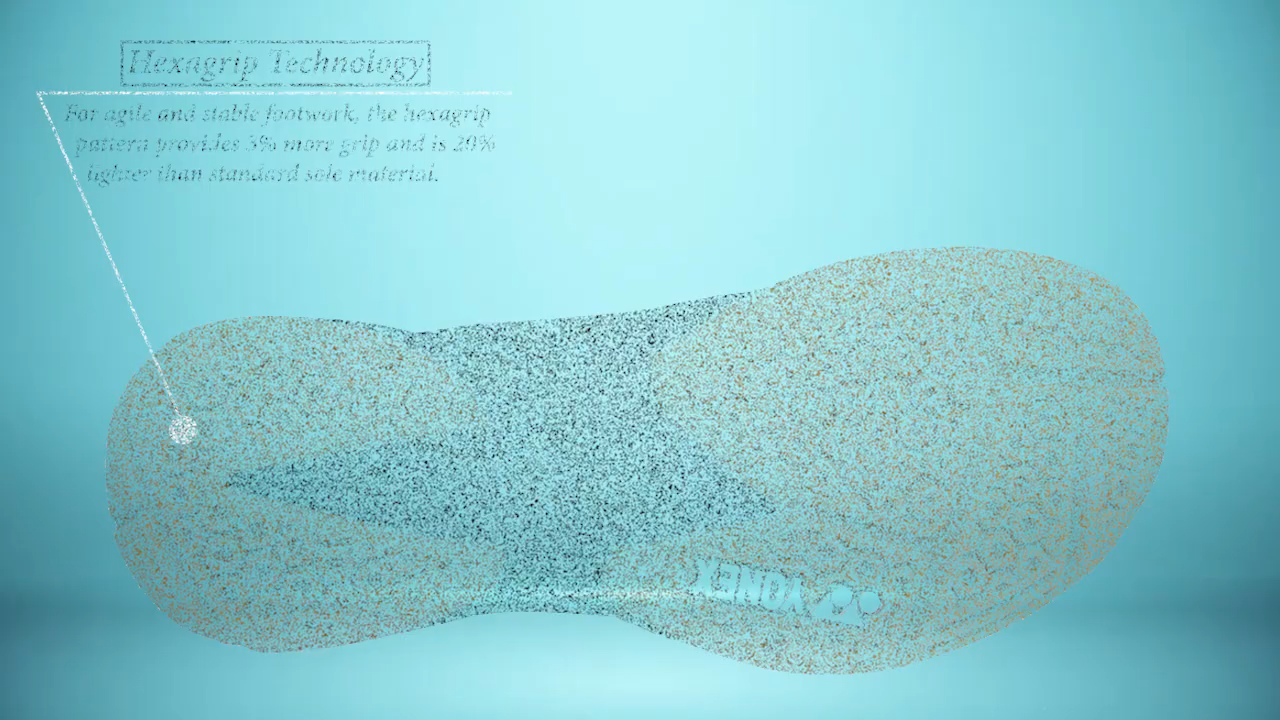 Hexagrip Technology
For agile and stable footwork, the hexagrip
pattern provides 3% more grip and is 20%
lighter than standard sole material.
YONEX